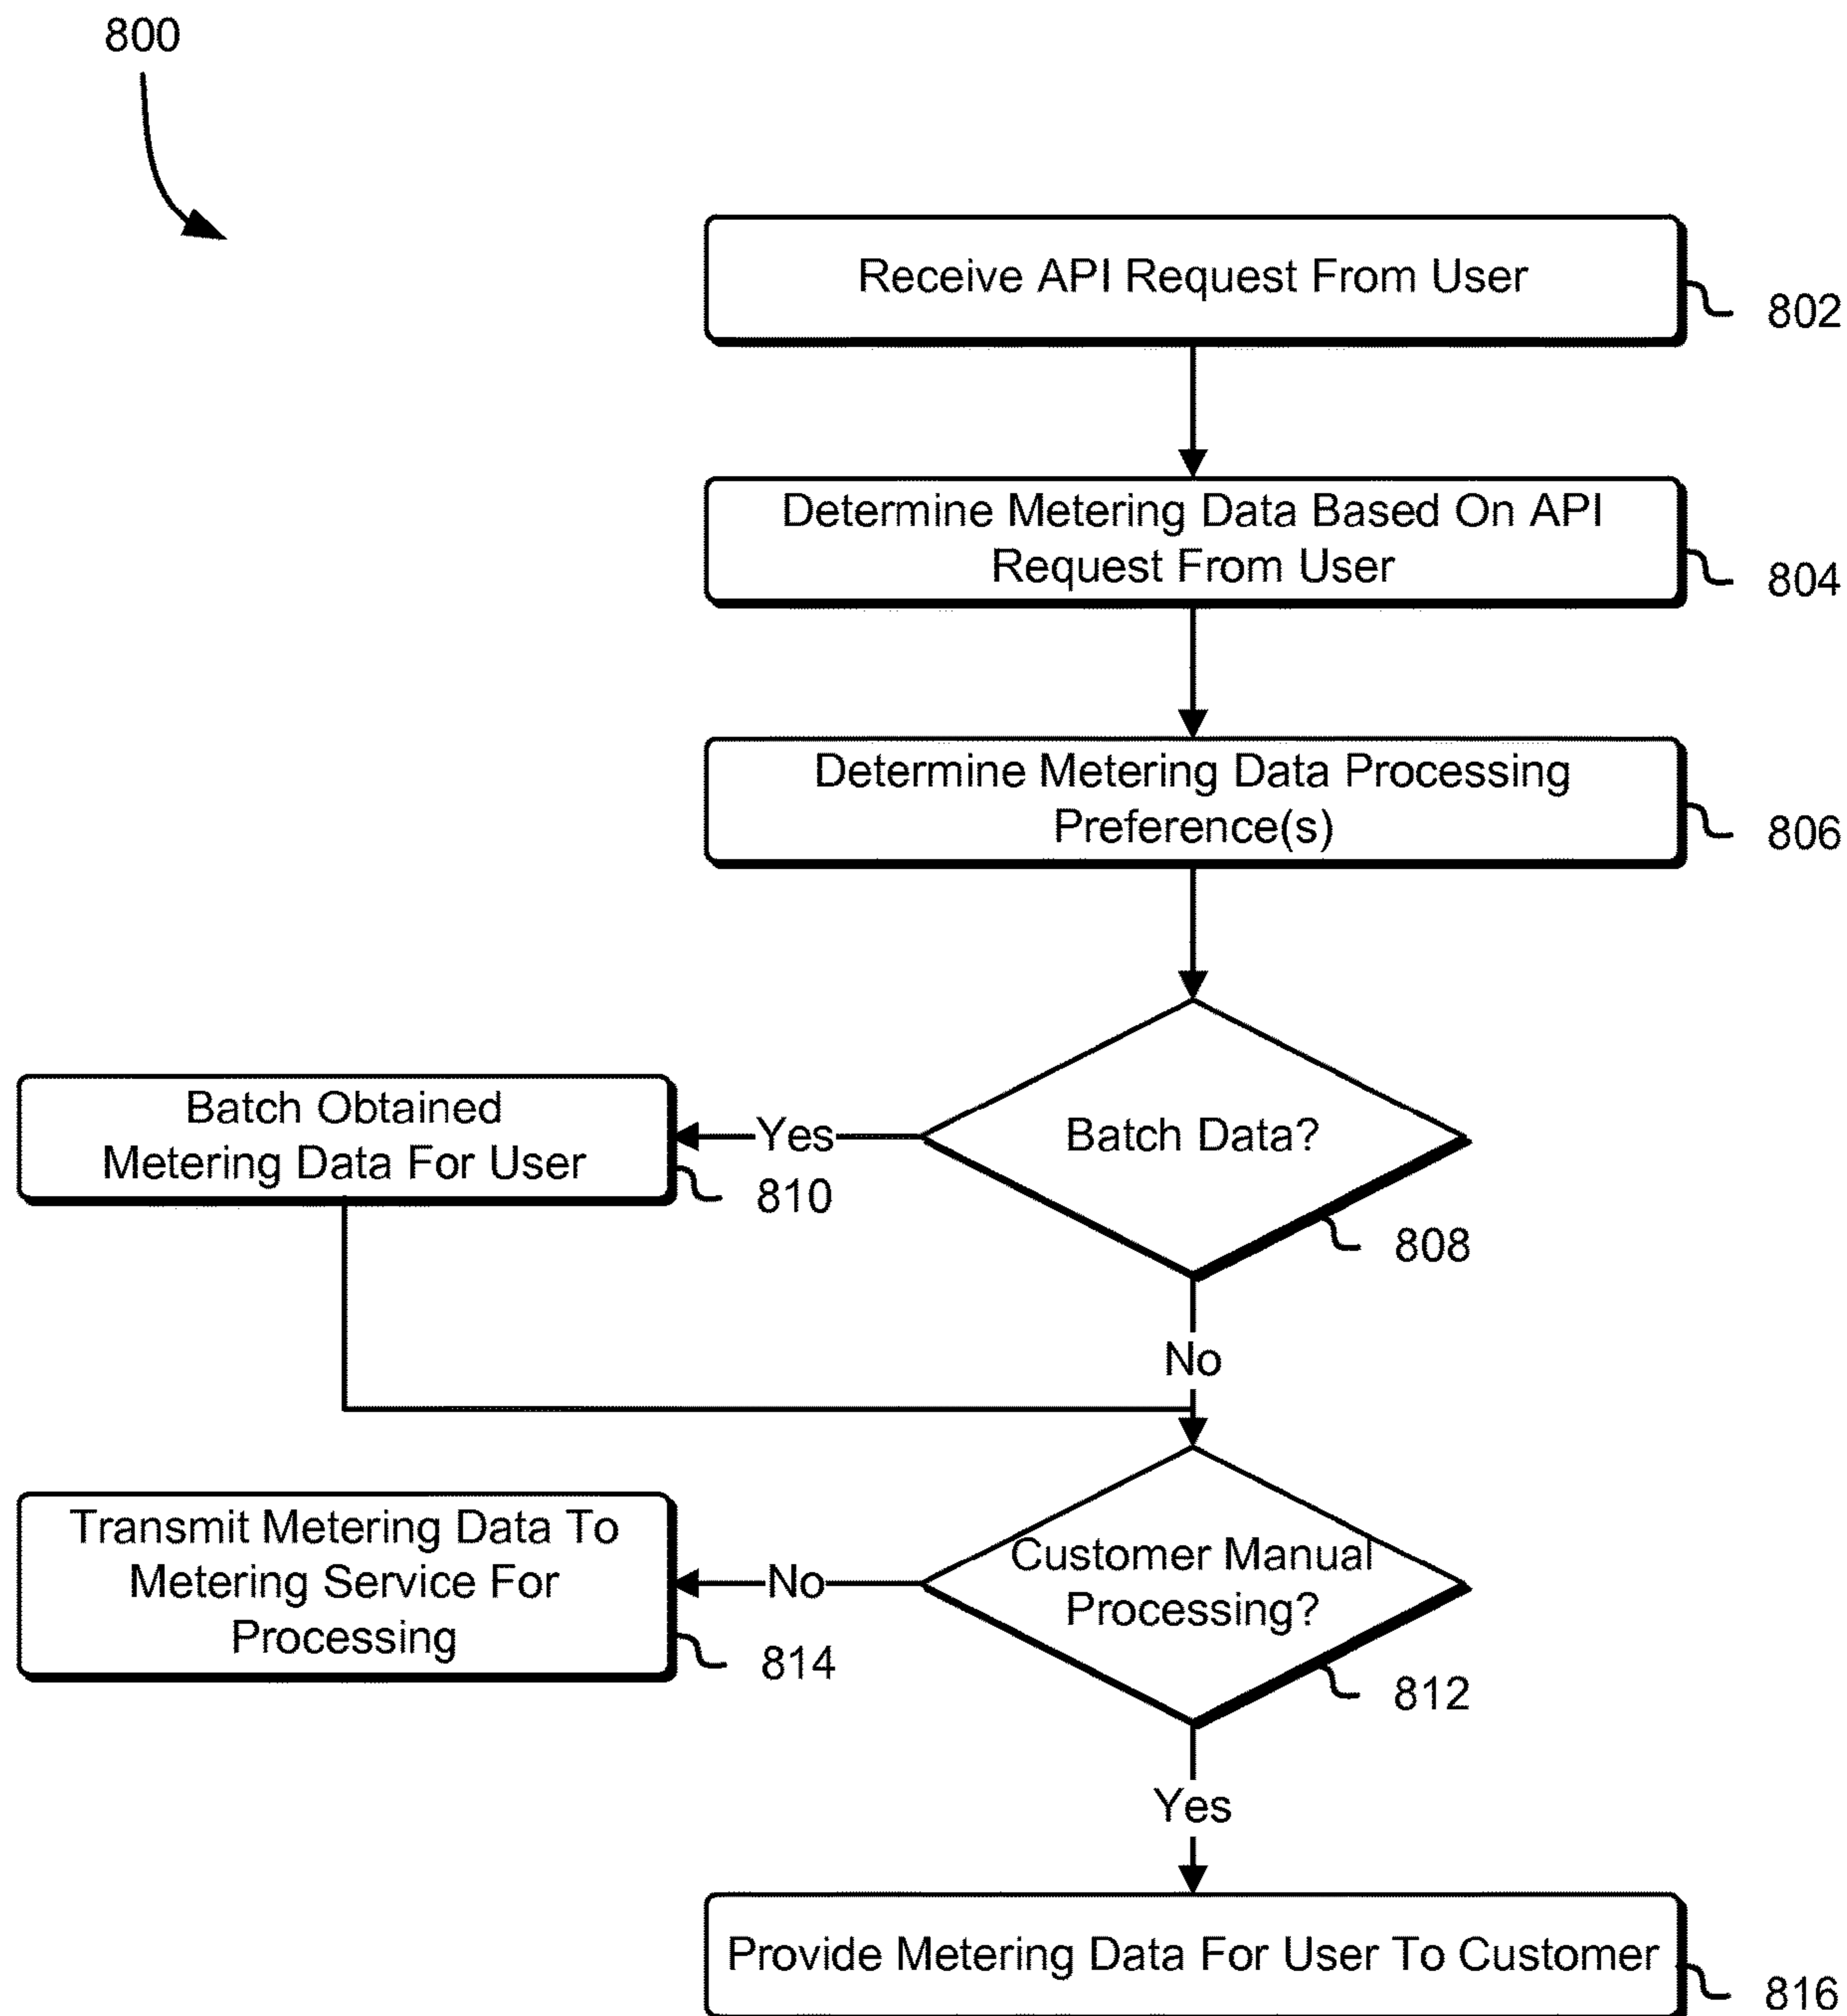 800
Receive API Request From User
802
Determine Metering Data Based On API
Request From User
804
Determine Metering Data Processing
Preference(s)
806
Batch Data?
808
Yes
Batch Obtained
Metering Data For User
810
No
Customer Manual
Processing?
812
No
Transmit Metering Data To
Metering Service For
Processing
814
Yes
Provide Metering Data For User To Customer
816